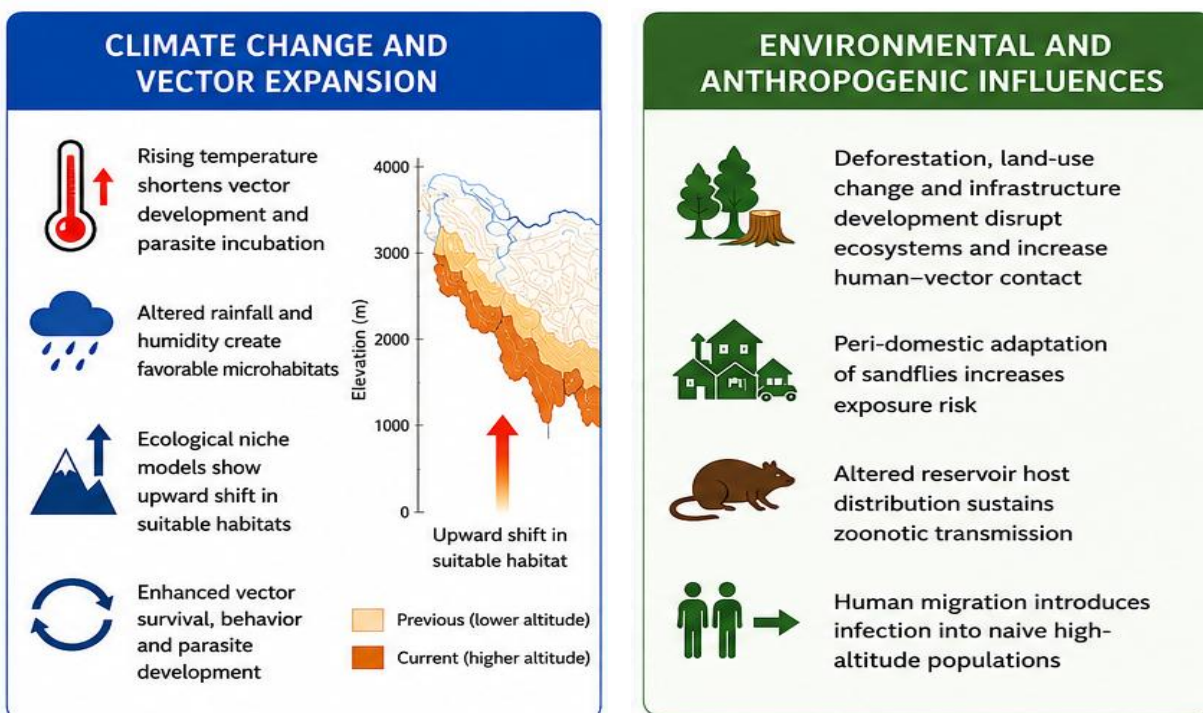 CLIMATE CHANGE AND
VECTOR EXPANSION
Rising temperature
shortens vector
development and
parasite incubation
Altered rainfall and
humidity create
favorable microhabitats
Ecological niche
models show
upward shift in
suitable habitats
Enhanced vector
survival, behavior
and parasite
development
Elevation (m)
4000
3000
2000
1000
0
Upward shift in
suitable habitat
Previous (lower altitude)
Current (higher altitude)
ENVIRONMENTAL AND
ANTHROPOGENIC INFLUENCES
Deforestation, land-use
change and infrastructure
development disrupt
ecosystems and increase
human–vector contact
Peri-domestic adaptation
of sandflies increases
exposure risk
Altered reservoir host
distribution sustains
zoonotic transmission
Human migration introduces
infection into naive high-
altitude populations